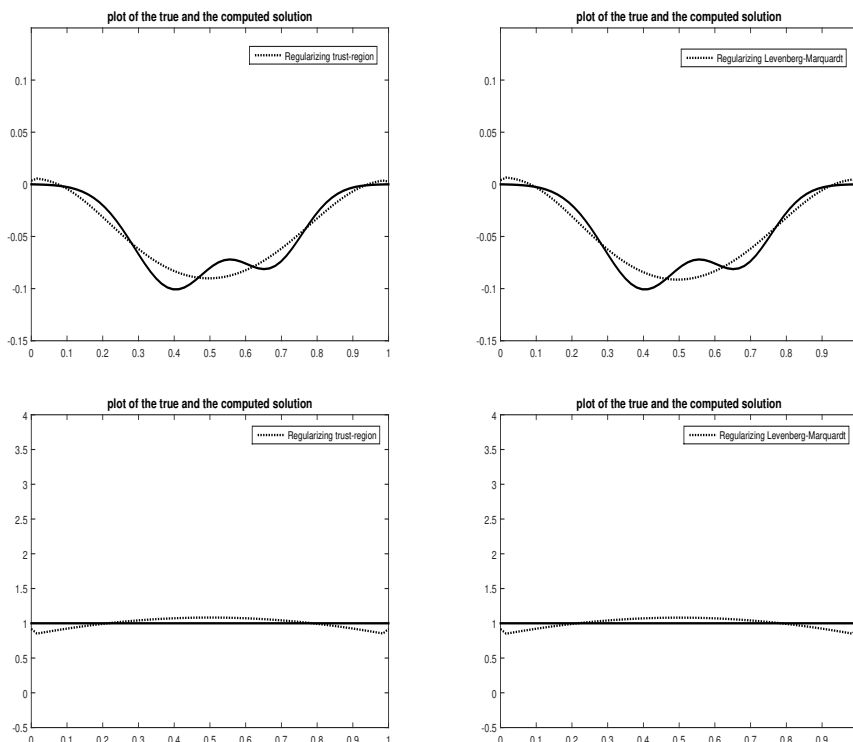 plot of the true and the computed solution
Regularizing trust-region
0.1
0.05
0
-0.05
-0.1
-0.15
0 0.1 0.2 0.3 0.4 0.5 0.6 0.7 0.8 0.9 1
plot of the true and the computed solution
Regularizing Levenberg-Marquardt
0.1
0.05
0
-0.05
-0.1
-0.15
0 0.1 0.2 0.3 0.4 0.5 0.6 0.7 0.8 0.9
plot of the true and the computed solution
Regularizing trust-region
4
3.5
3
2.5
2
1.5
1
0.5
0
-0.5
0 0.1 0.2 0.3 0.4 0.5 0.6 0.7 0.8 0.9 1
plot of the true and the computed solution
Regularizing Levenberg-Marquardt
4
3.5
3
2.5
2
1.5
1
0.5
0
-0.5
0 0.1 0.2 0.3 0.4 0.5 0.6 0.7 0.8 0.9